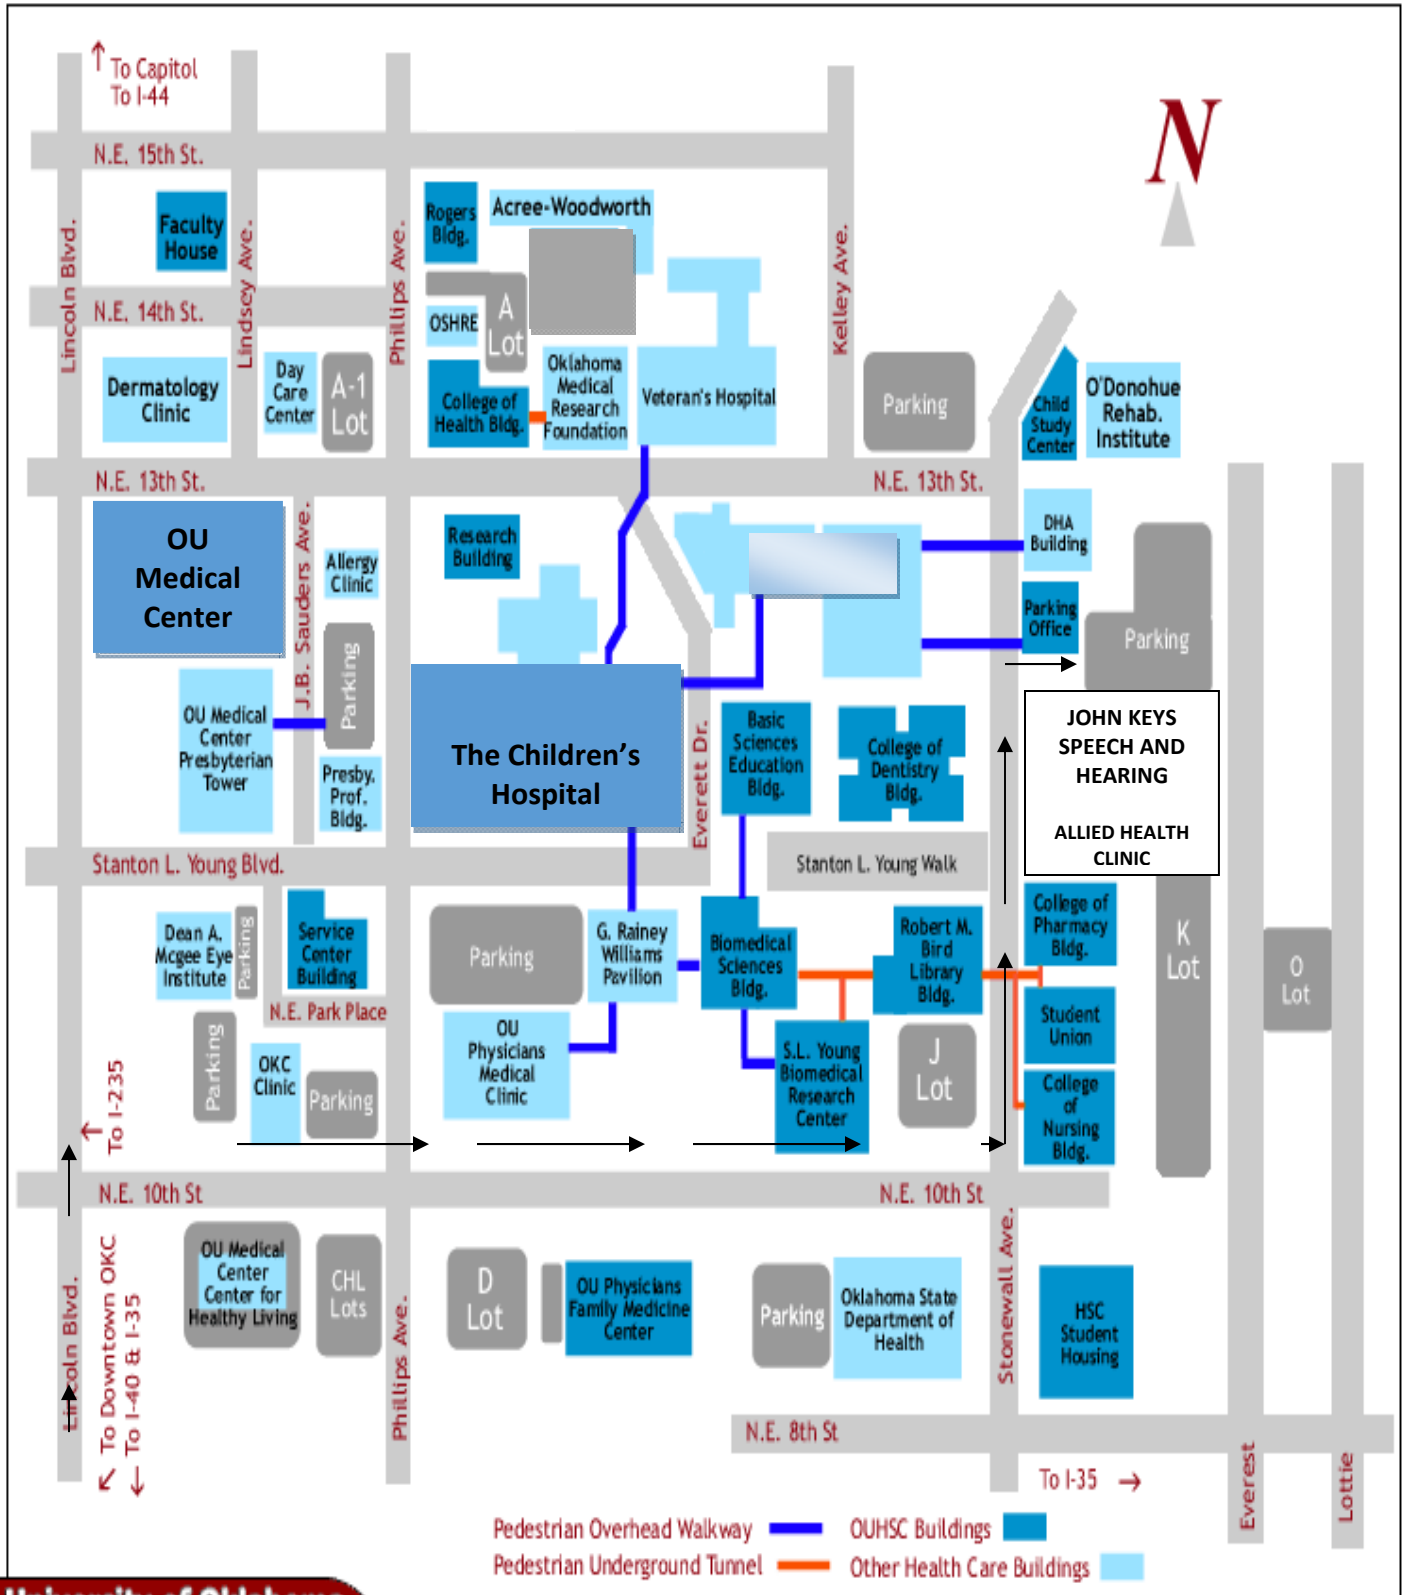 To Capitol
To I-44
N
N.E. 15th St.
Lincoln Blvd.
Faculty
House
Lindsey Ave.
Phillips Ave.
Rogers
Bldg.
Acree-Woodworth
Kelley Ave.
N.E. 14th St.
OSHRE
A
Lot
Dermatology
Clinic
Day
Care
Center
A-1
Lot
College of
Health Bldg.
Oklahoma
Medical
Research
Foundation
Veteran's Hospital
Parking
Child
Study
Center
O'Donohue
Rehab.
Institute
N.E. 13th St.
N.E. 13th St.
OU
Medical
Center
J.B. Sauders Ave.
Allergy
Clinic
Research
Building
DHA
Building
Parking
Office
Parking
Parking
OU Medical
Center
Presbyterian
Tower
Presby.
Prof.
Bldg.
The Children's
Hospital
Everett Dr.
Basic
Sciences
Education
Bldg.
College of
Dentistry
Bldg.
JOHN KEYS
SPEECH AND
HEARING
ALLIED HEALTH
CLINIC
Stanton L. Young Blvd.
Stanton L. Young Walk
Dean A.
Mcgee Eye
Institute
Parking
Service
Center
Building
Parking
G. Rainey
Williams
Pavilion
Biomedical
Sciences
Bldg.
Robert M.
Bird
Library
Bldg.
College of
Pharmacy
Bldg.
K
Lot
O
Lot
N.E. Park Place
Parking
OKC
Clinic
Parking
OU
Physicians
Medical
Clinic
S.L. Young
Biomedical
Research
Center
J
Lot
Student
Union
College
of
Nursing
Bldg.
To I-235
N.E. 10th St
N.E. 10th St
Lincoln Blvd.
To Downtown OKC
To I-40 & I-35
OU Medical
Center
Center for
Healthy Living
CHL
Lots
Phillips Ave.
D
Lot
OU Physicians
Family Medicine
Center
Parking
Oklahoma State
Department of
Health
Stonewall Ave.
HSC
Student
Housing
N.E. 8th St
To I-35
Everest
Lottie
Pedestrian Overhead Walkway
OUHSC Buildings
Pedestrian Underground Tunnel
Other Health Care Buildings
University of Oklahoma